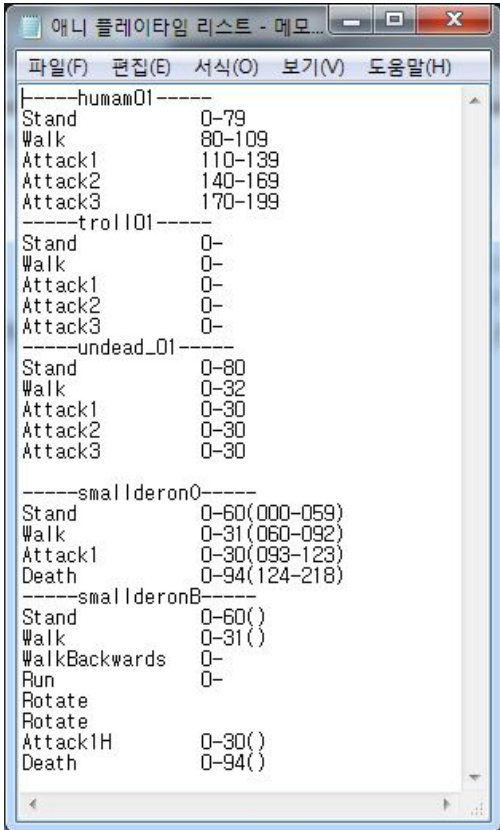 애니 플레이타임 리스트 - 메모...
파일(F) 편집(E) 서식(O) 보기(V) 도움말(H)
-----humam01-----
Stand 0-79
Walk 80-109
Attack1 110-139
Attack2 140-169
Attack3 170-199
-----troll01-----
Stand 0-
Walk 0-
Attack1 0-
Attack2 0-
Attack3 0-
-----undead_01-----
Stand 0-80
Walk 0-32
Attack1 0-30
Attack2 0-30
Attack3 0-30
-----smallderon0-----
Stand 0-60(000-059)
Walk 0-31(060-092)
Attack1 0-30(093-123)
Death 0-94(124-218)
-----smallderonB-----
Stand 0-60()
Walk 0-31()
WalkBackwards 0-
Run 0-
Rotate
Rotate
Attack1H 0-30()
Death 0-94()